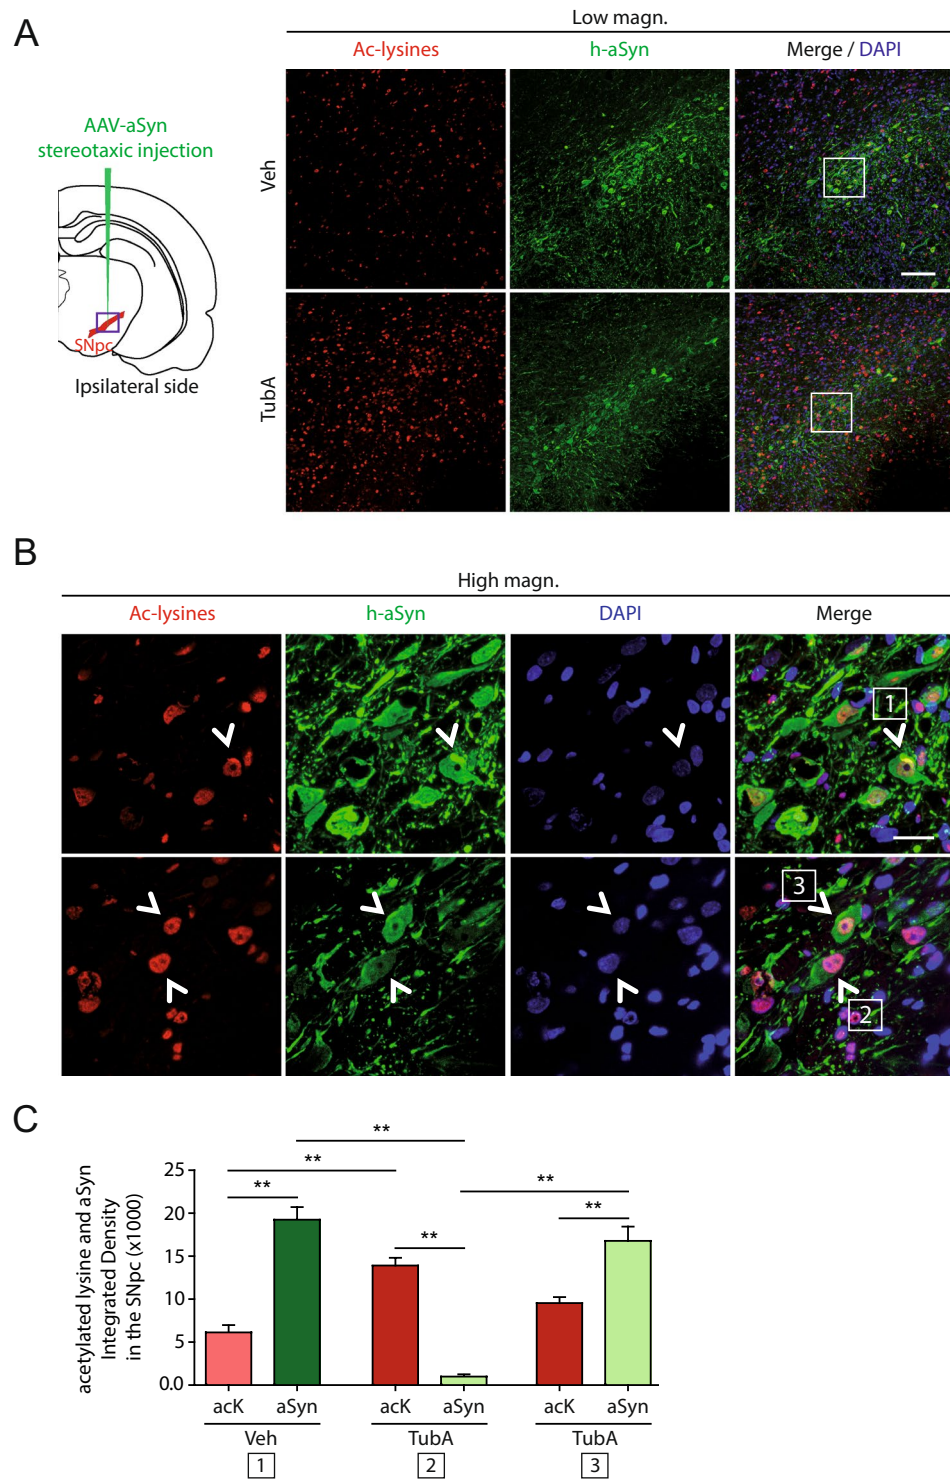 A
Low magn.
Ac-lysines h-aSyn Merge / DAPI
AAV-aSyn
stereotaxic injection
SNpc
Ipsilateral side
Veh
TubA
B
High magn.
Ac-lysines h-aSyn DAPI Merge
1
3
2
C
acetylated lysine and aSyn
Integrated Density
in the SNpc (x1000)
25
20
15
10
5
0.0
**
**
**
**
**
**
acK aSyn acK aSyn acK aSyn
Veh TubA TubA
1 2 3